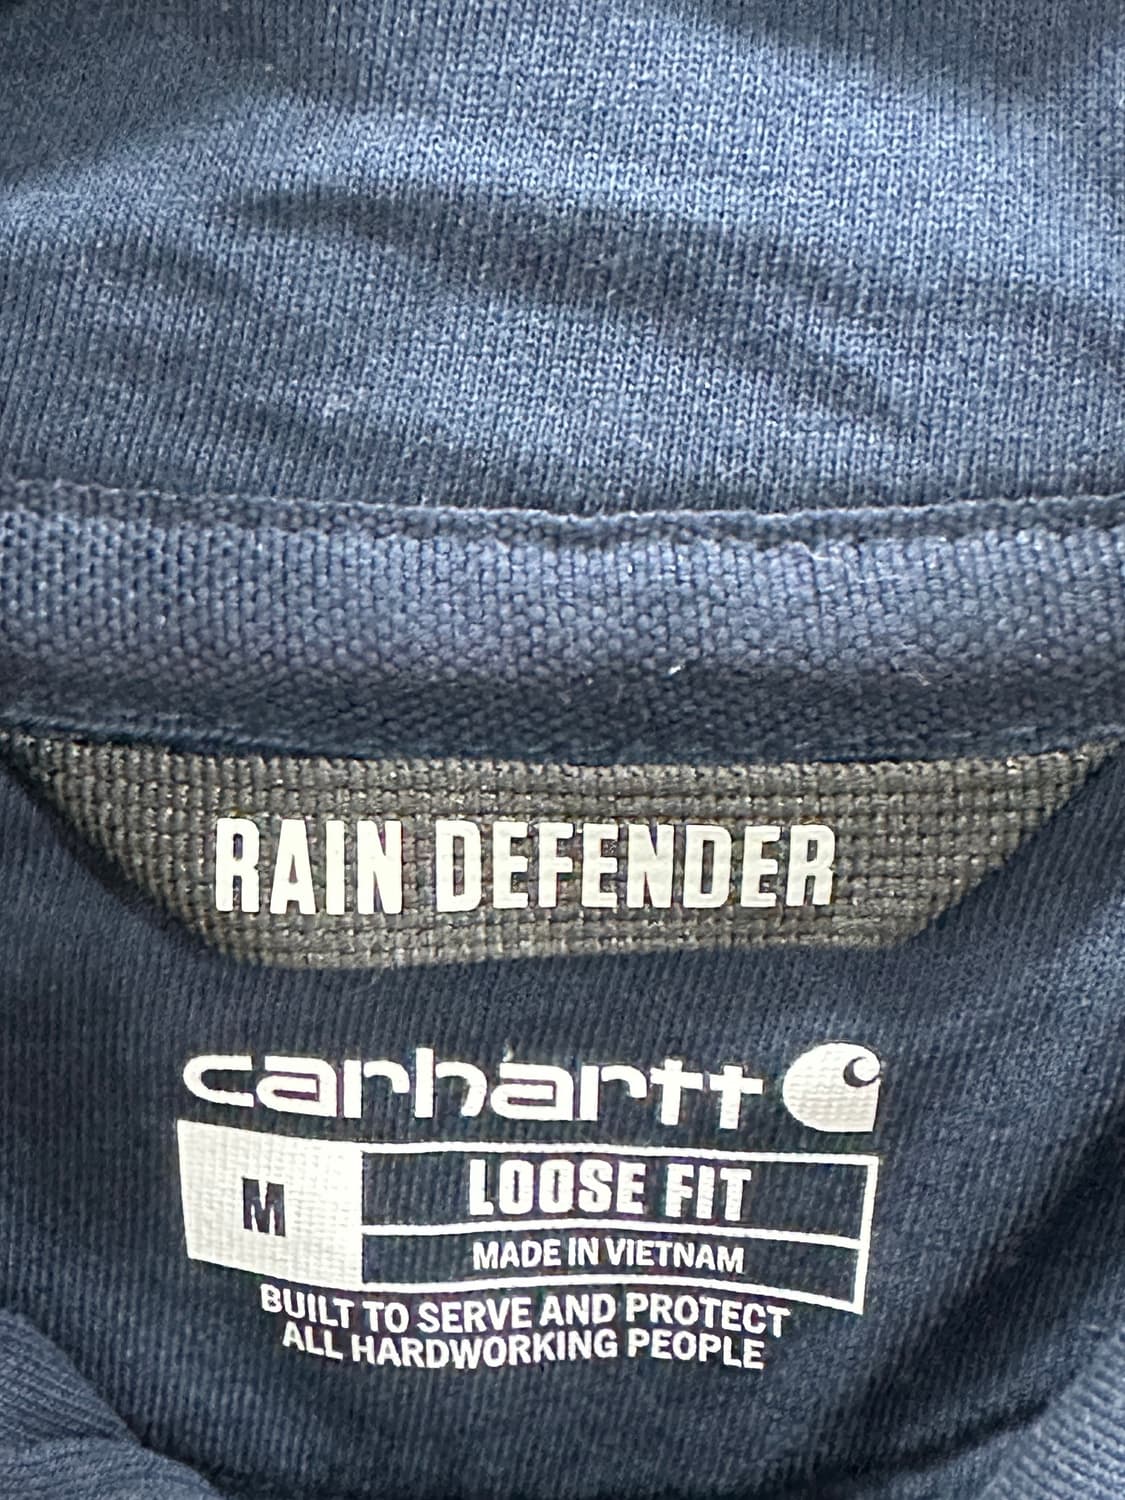 RAIN DEFENDER
carhartt
M
LOOSE FIT
MADE IN VIETNAM
BUILT TO SERVE AND PROTECT
ALL HARDWORKING PEOPLE